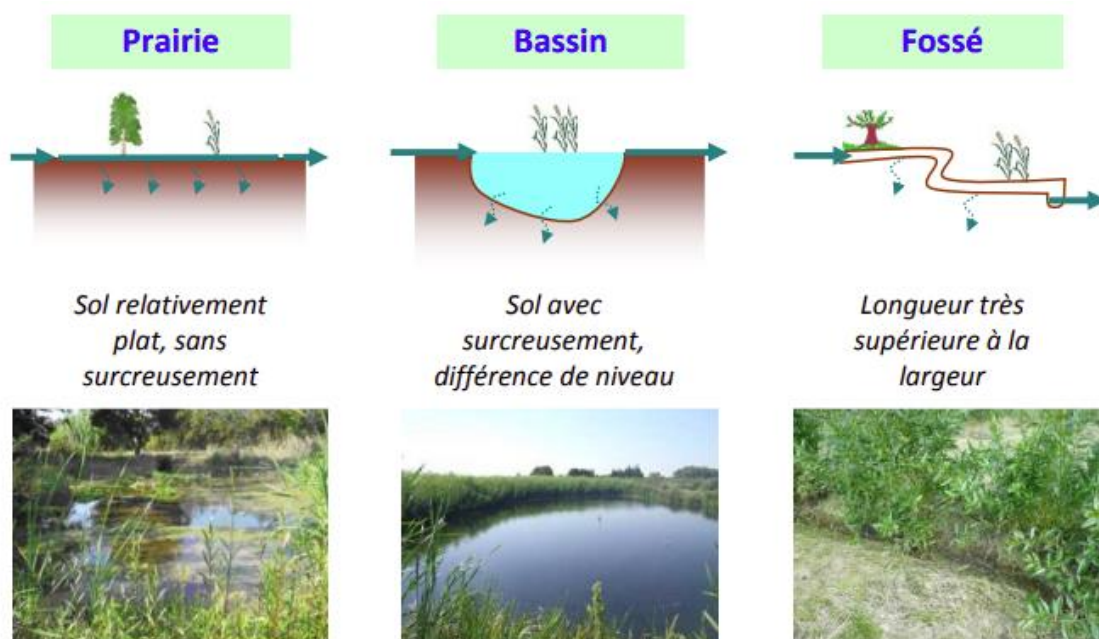 Prairie
Bassin
Fossé
Sol relativement
plat, sans
surcreusement
Sol avec
surcreusement,
différence de niveau
Longueur très
supérieure à la
largeur